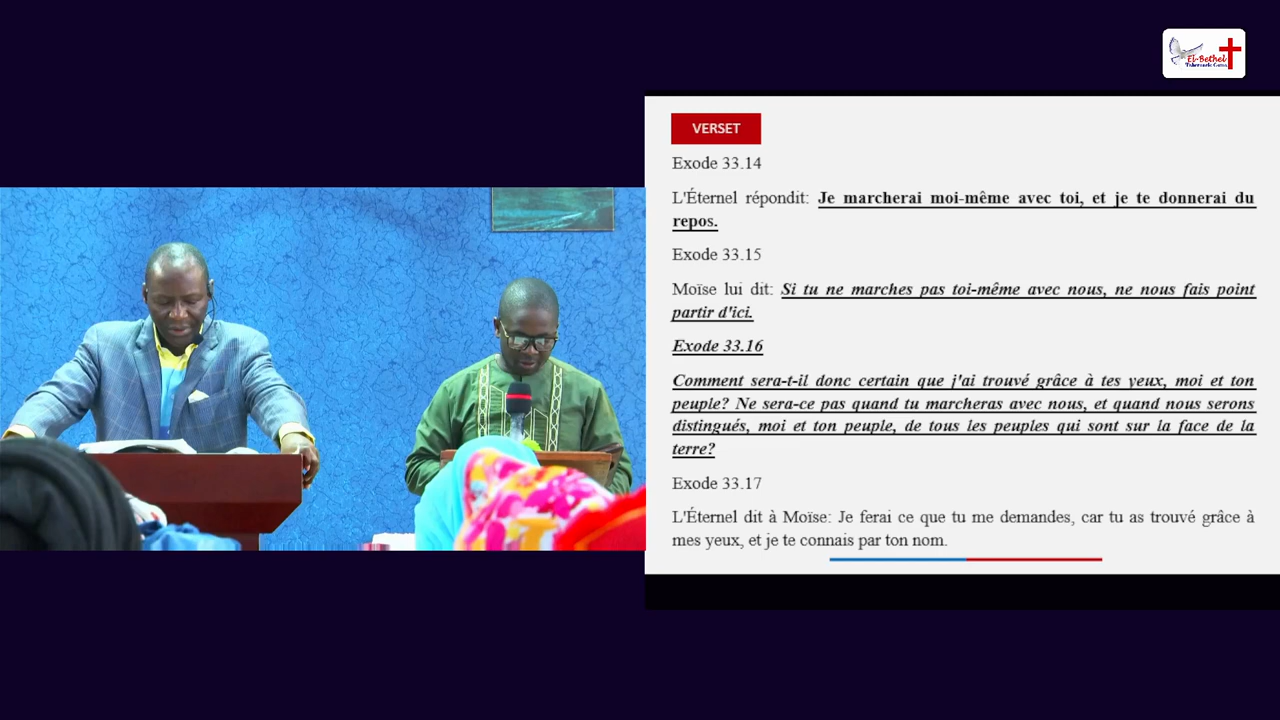 El-Bethel
VERSET
Exode 33.14
L'Éternel répondit: Je marcherai moi-même avec toi, et je te donnerai du
repos.
Exode 33.15
Moïse lui dit: Si tu ne marches pas toi-même avec nous, ne nous fais point
partir d'ici.
Exode 33.16
Comment sera-t-il donc certain que j'ai trouvé grâce à tes yeux, moi et ton
peuple? Ne sera-ce pas quand tu marcheras avec nous, et quand nous serons
distingués, moi et ton peuple, de tous les peuples qui sont sur la face de la
terre?
Exode 33.17
L'Éternel dit à Moïse: Je ferai ce que tu me demandes, car tu as trouvé grâce à
mes yeux, et je te connais par ton nom.